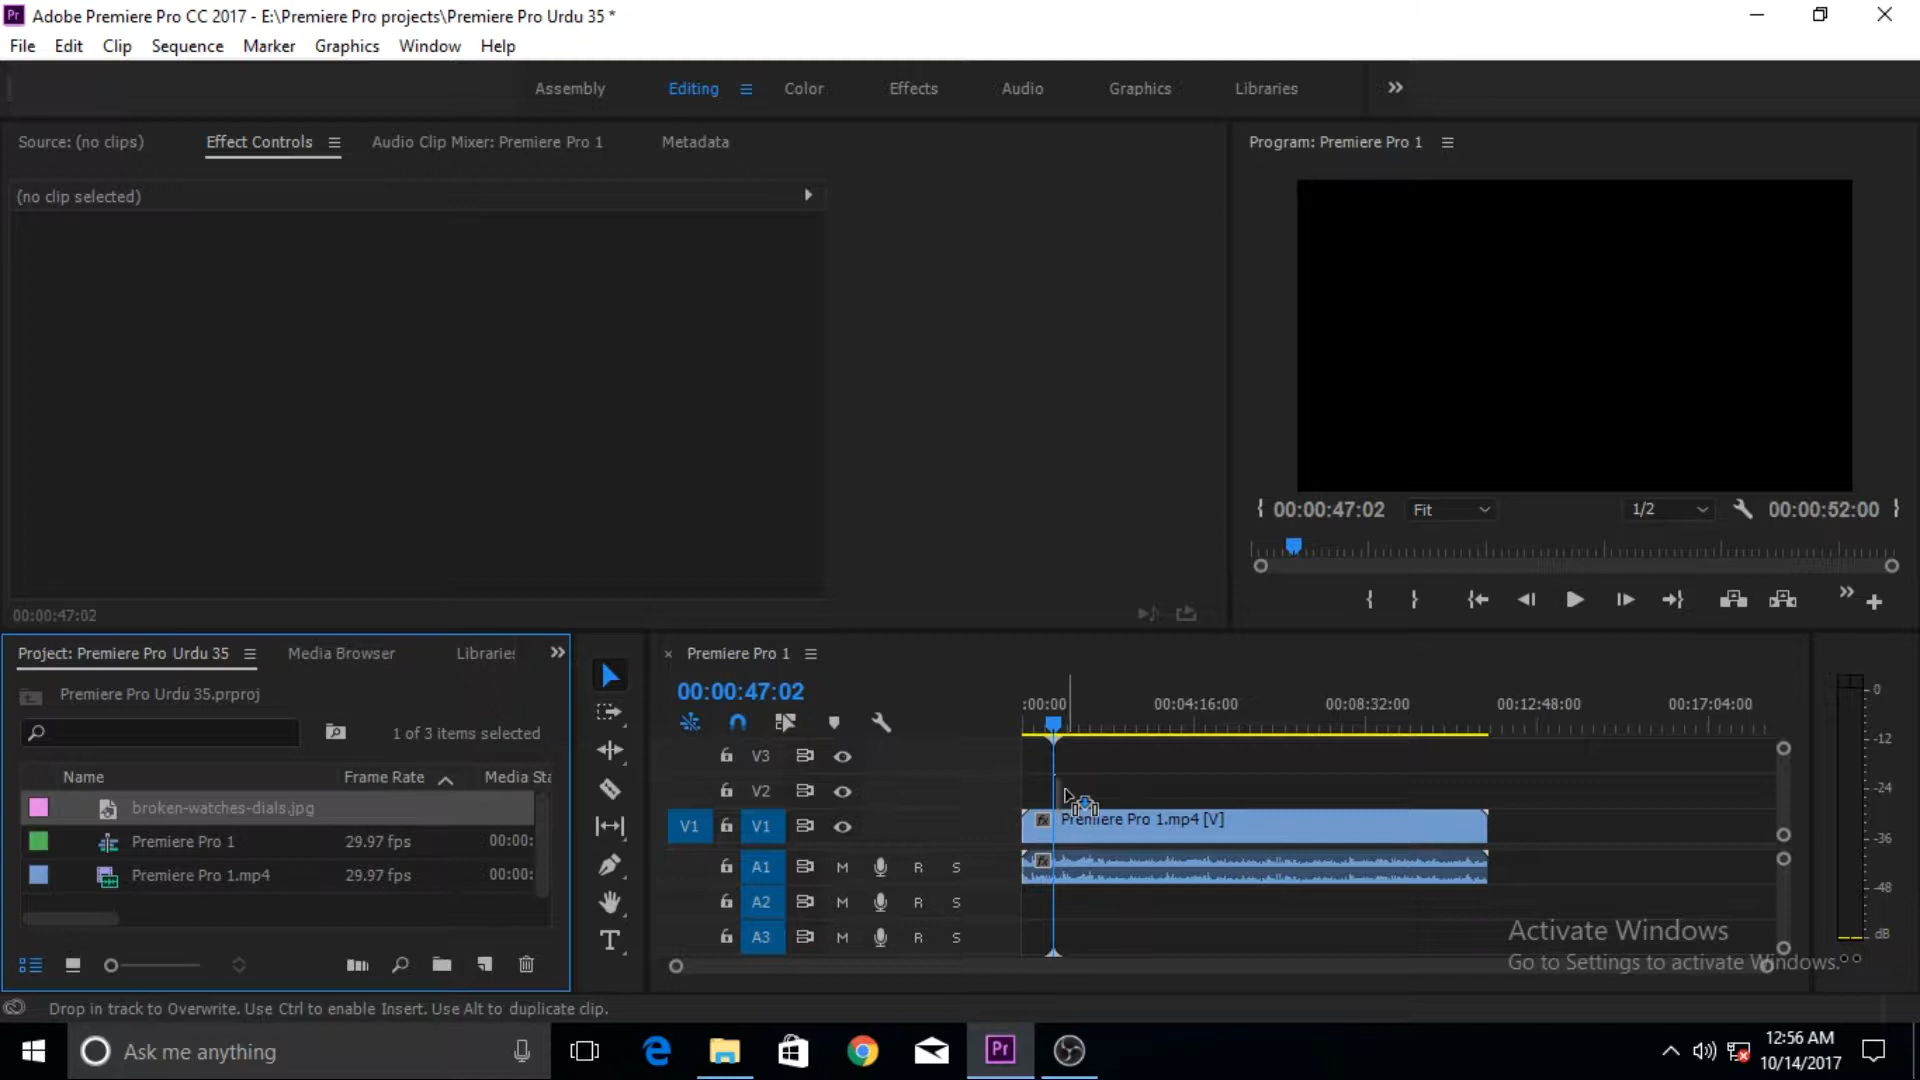 Adobe Premiere Pro CC 2017 - E:\Premiere Pro projects\Premiere Pro Urdu 35 *
File Edit Clip Sequence Marker Graphics Window Help
Assembly Editing Color Effects Audio Graphics Libraries
Source: (no clips) Effect Controls Audio Clip Mixer: Premiere Pro 1 Metadata
Program: Premiere Pro 1
(no clip selected)
00:00:47:02 Fit 1/2 00:00:52:00
00:00:47:02
Project: Premiere Pro Urdu 35 Media Browser Libraries
Premiere Pro Urdu 35.prproj
1 of 3 items selected
Name Frame Rate Media Sta
broken-watches-dials.jpg
Premiere Pro 1 29.97 fps 00:00:
Premiere Pro 1.mp4 29.97 fps 00:00:
Premiere Pro 1
00:00:47:02
:00:00 00:04:16:00 00:08:32:00 00:12:48:00 00:17:04:00
V3
V2
V1 V1 fx Premiere Pro 1.mp4 [V]
A1 M R S fx
A2 M R S
A3 M R S
0
-12
-24
-36
-48
dB
Activate Windows
Go to Settings to activate Windows.
Drop in track to Overwrite. Use Ctrl to enable Insert. Use Alt to duplicate clip.
Ask me anything
Pr
12:56 AM
10/14/2017